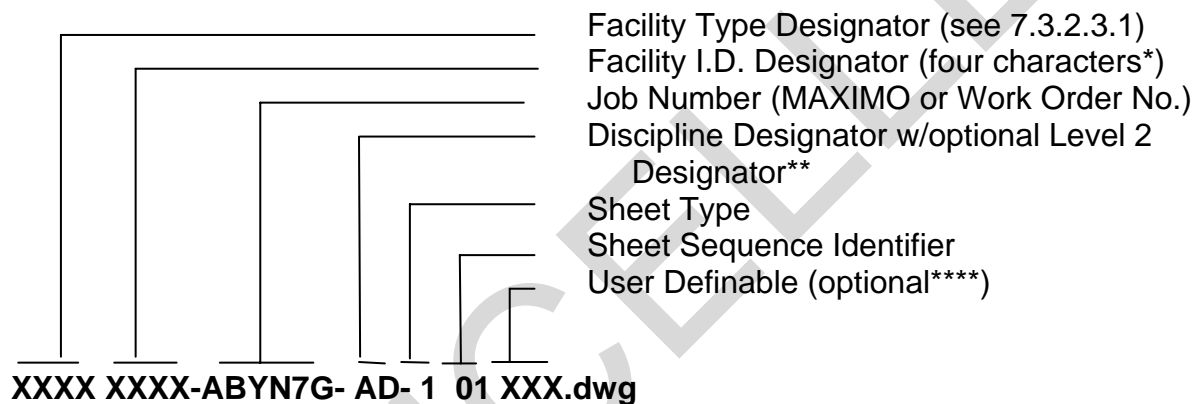 Facility Type Designator (see 7.3.2.3.1)
Facility I.D. Designator (four characters*)
Job Number (MAXIMO or Work Order No.)
Discipline Designator w/optional Level 2
Designator**
Sheet Type
Sheet Sequence Identifier
User Definable (optional****)
XXXX XXXX-ABYN7G- AD- 1 01 XXX.dwg